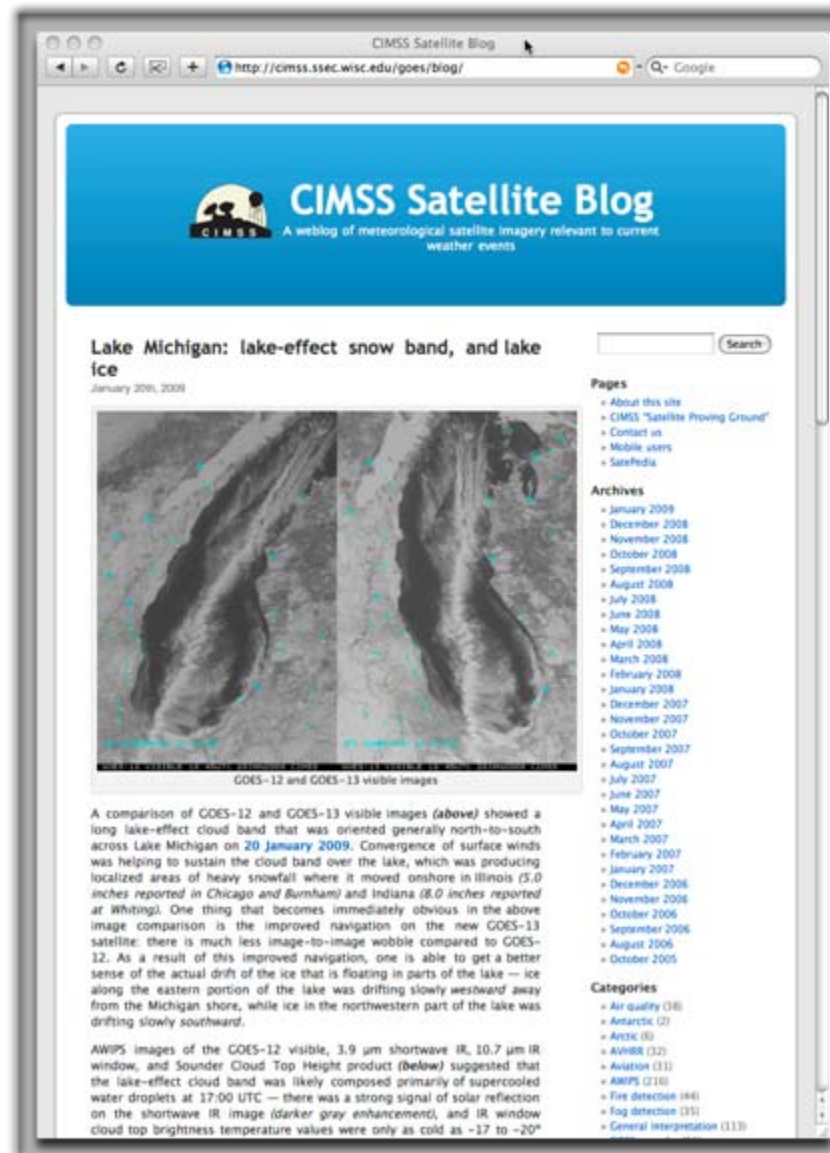 CIMSS Satellite Blog
http://cimss.ssec.wisc.edu/goes/blog/
Google
CIMSS
CIMSS Satellite Blog
A weblog of meteorological satellite imagery relevant to current
weather events
Lake Michigan: lake-effect snow band, and lake
ice
January 20th, 2009
GOES-12 and GOES-13 visible images
A comparison of GOES-12 and GOES-13 visible images (above) showed a
long lake-effect cloud band that was oriented generally north-to-south
across Lake Michigan on 20 January 2009. Convergence of surface winds
was helping to sustain the cloud band over the lake, which was producing
localized areas of heavy snowfall where it moved onshore in Illinois (5.0
inches reported in Chicago and Burnham) and Indiana (8.0 inches reported
at Whiting). One thing that becomes immediately obvious in the above
image comparison is the improved navigation on the new GOES-13
satellite: there is much less image-to-image wobble compared to GOES-
12. As a result of this improved navigation, one is able to get a better
sense of the actual drift of the ice that is floating in parts of the lake — ice
along the eastern portion of the lake was drifting slowly westward away
from the Michigan shore, while ice in the northwestern part of the lake was
drifting slowly southward.
AWIPS images of the GOES-12 visible, 3.9 µm shortwave IR, 10.7 µm IR
window, and Sounder Cloud Top Height product (below) suggested that
the lake-effect cloud band was likely composed primarily of supercooled
water droplets at 17:00 UTC — there was a strong signal of solar reflection
on the shortwave IR image (darker gray enhancement), and IR window
cloud top brightness temperature values were only as cold as -17 to -20°
Search
Pages
» About this site
» CIMSS "Satellite Proving Ground"
» Contact us
» Mobile users
» SatePedia
Archives
» January 2009
» December 2008
» November 2008
» October 2008
» September 2008
» August 2008
» July 2008
» June 2008
» May 2008
» April 2008
» March 2008
» February 2008
» January 2008
» December 2007
» November 2007
» October 2007
» September 2007
» August 2007
» July 2007
» June 2007
» May 2007
» April 2007
» March 2007
» February 2007
» January 2007
» December 2006
» November 2006
» October 2006
» September 2006
» August 2006
» October 2005
Categories
» Air quality (38)
» Antarctic (2)
» Arctic (6)
» AVHRR (32)
» Aviation (31)
» AWIPS (216)
» Fire detection (44)
» Fog detection (35)
» General interpretation (113)